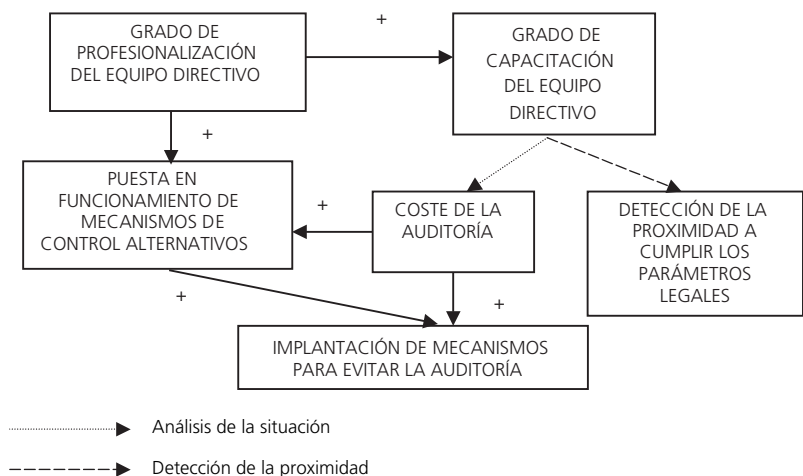 GRADO DE
PROFESIONALIZACIÓN
DEL EQUIPO DIRECTIVO
+
GRADO DE
CAPACITACIÓN
DEL EQUIPO
DIRECTIVO
+
PUESTA EN
FUNCIONAMIENTO DE
MECANISMOS DE
CONTROL ALTERNATIVOS
+
COSTE DE LA
AUDITORÍA
DETECCIÓN DE LA
PROXIMIDAD A
CUMPLIR LOS
PARÁMETROS
LEGALES
+
+
IMPLANTACIÓN DE MECANISMOS
PARA EVITAR LA AUDITORÍA
Análisis de la situación
Detección de la proximidad